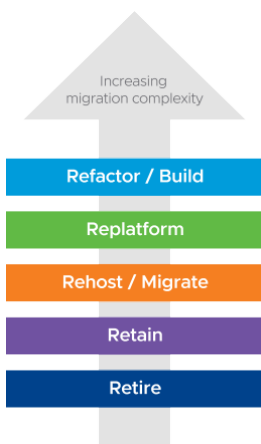 Increasing
migration complexity
Refactor / Build
Replatform
Rehost / Migrate
Retain
Retire